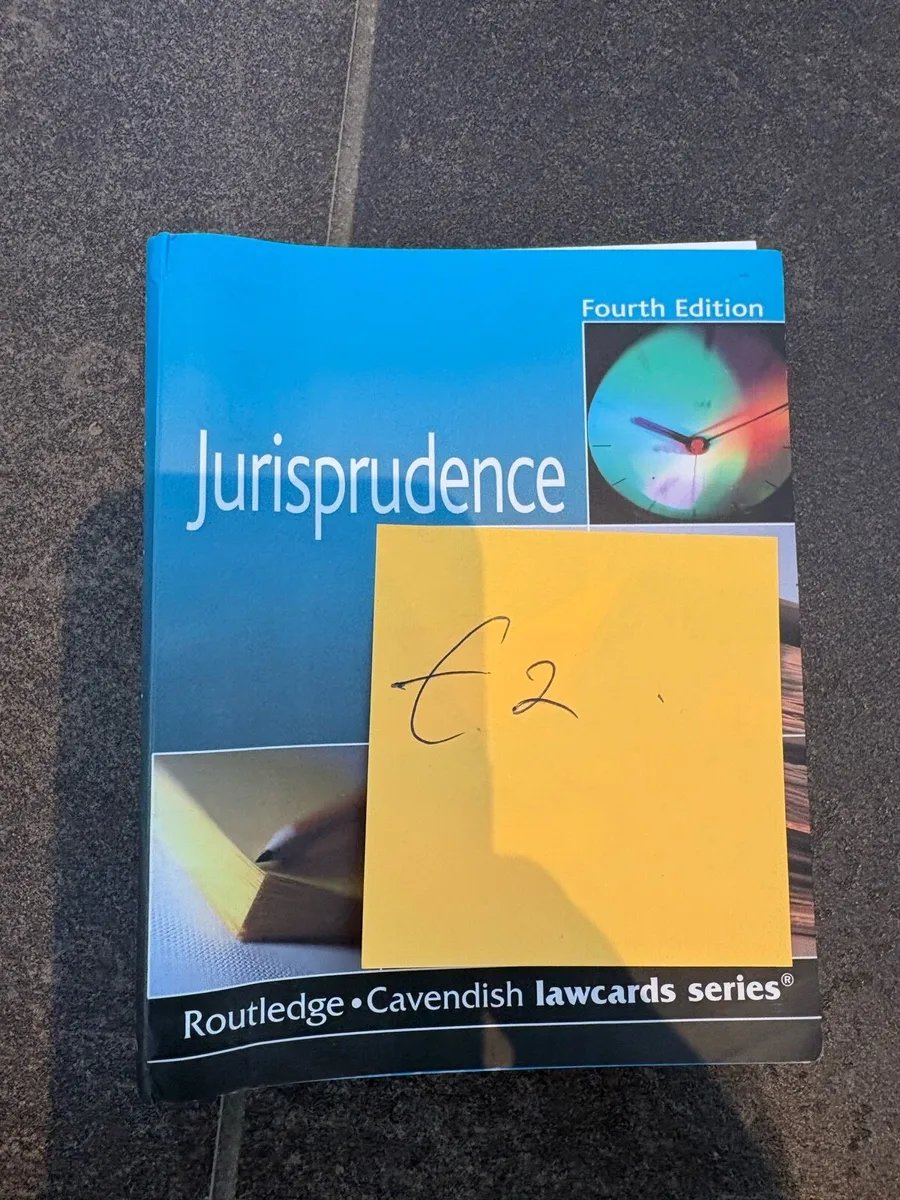 Fourth Edition
Jurisprudence
€2
Routledge • Cavendish lawcards series®